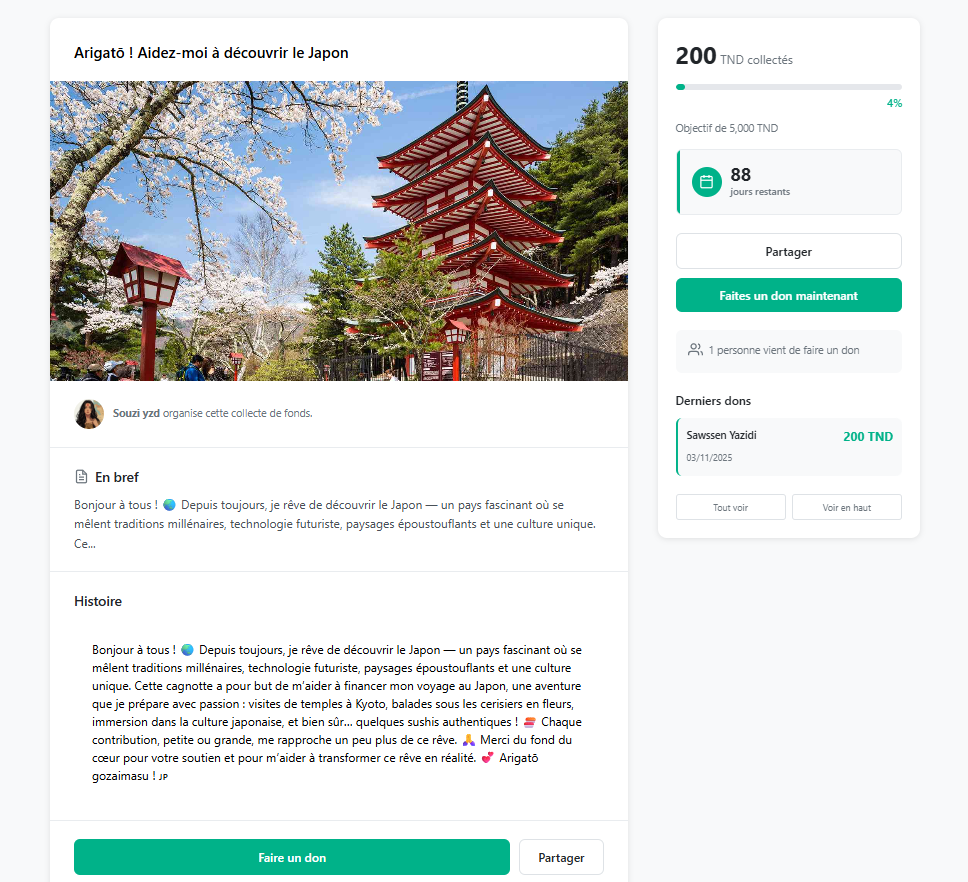 Arigatō ! Aidez-moi à découvrir le Japon
Souzi yzd organise cette collecte de fonds.
En bref
Bonjour à tous ! 🌏 Depuis toujours, je rêve de découvrir le Japon — un pays fascinant où se
mêlent traditions millénaires, technologie futuriste, paysages époustouflants et une culture unique.
Ce...
Histoire
Bonjour à tous ! 🌏 Depuis toujours, je rêve de découvrir le Japon — un pays fascinant où se
mêlent traditions millénaires, technologie futuriste, paysages époustouflants et une culture
unique. Cette cagnotte a pour but de m’aider à financer mon voyage au Japon, une aventure
que je prépare avec passion : visites de temples à Kyoto, balades sous les cerisiers en fleurs,
immersion dans la culture japonaise, et bien sûr… quelques sushis authentiques ! 🍣 Chaque
contribution, petite ou grande, me rapproche un peu plus de ce rêve. 🙏 Merci du fond du
cœur pour votre soutien et pour m’aider à transformer ce rêve en réalité. 💕 Arigatō
gozaimasu ! JP
Faire un don
Partager
200 TND collectés
4%
Objectif de 5,000 TND
88
jours restants
Partager
Faites un don maintenant
1 personne vient de faire un don
Derniers dons
Sawssen Yazidi
200 TND
03/11/2025
Tout voir
Voir en haut